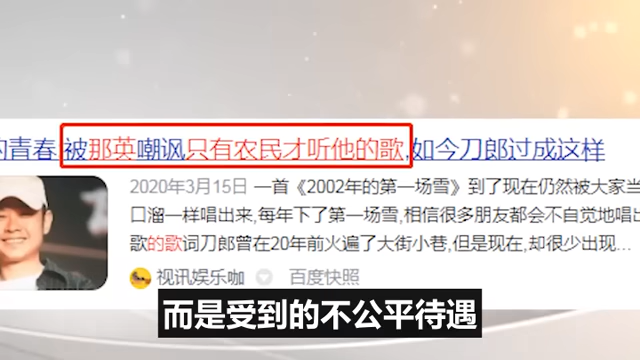 的青春,被那英嘲讽只有农民才听他的歌,如今刀郎过成这样
2020年3月15日 一首《2002年的第一场雪》到了现在仍然被大家当
口溜一样唱出来,每年下了第一场雪,相信很多朋友都会不自觉地唱出
歌的歌词刀郎曾在20年前火遍了大街小巷,但是现在,却很少出现...
视讯娱乐咖 百度快照
而是受到的不公平待遇